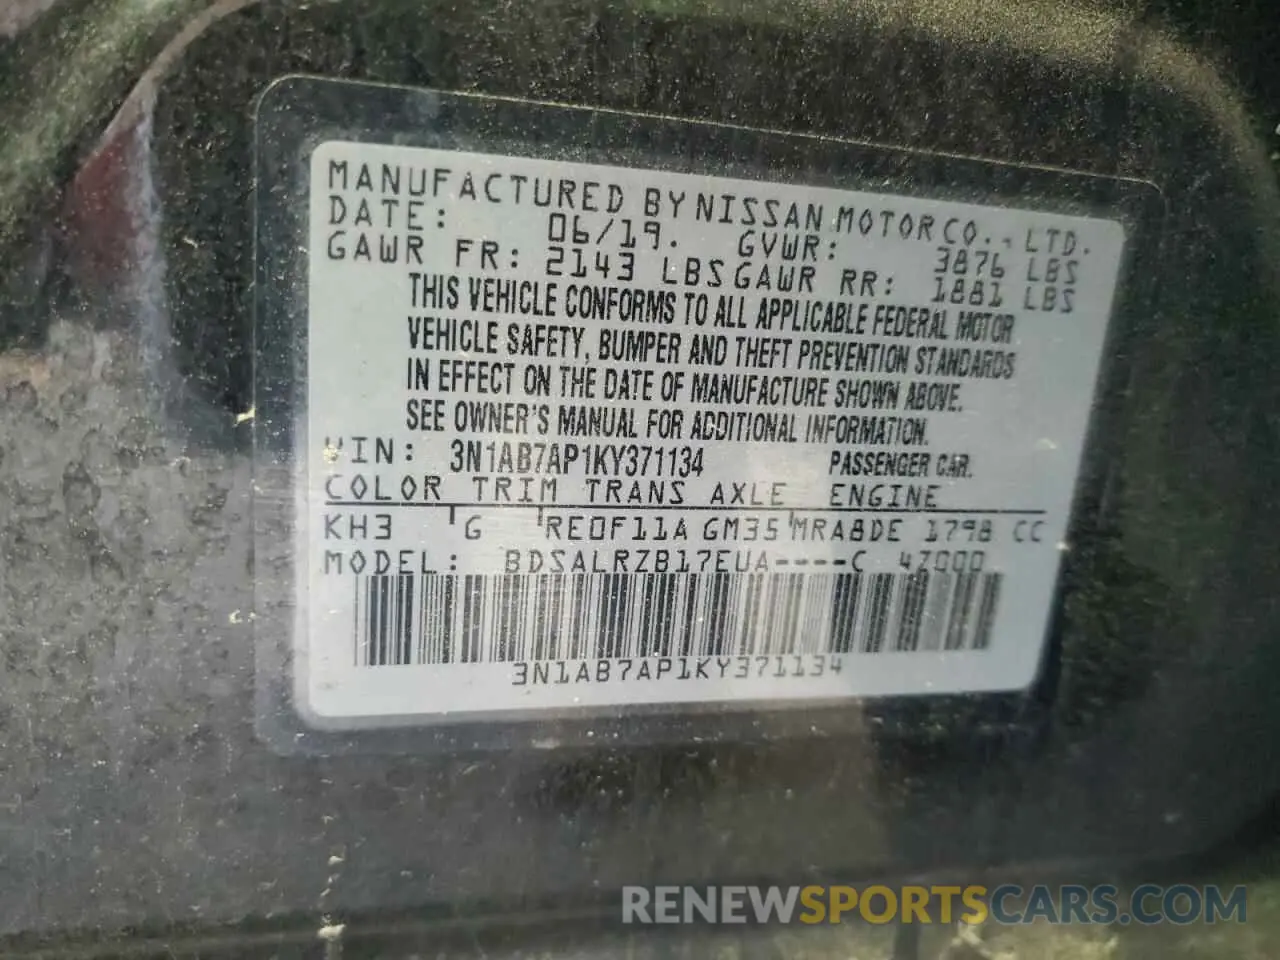 MANUFACTURED BY NISSAN MOTOR CO., LTD.
DATE: 06/19. GVWR: 3876 LBS
GAWR FR: 2143 LBS GAWR RR: 1881 LBS
THIS VEHICLE CONFORMS TO ALL APPLICABLE FEDERAL MOTOR
VEHICLE SAFETY, BUMPER AND THEFT PREVENTION STANDARDS
IN EFFECT ON THE DATE OF MANUFACTURE SHOWN ABOVE.
SEE OWNER'S MANUAL FOR ADDITIONAL INFORMATION.
VIN: 3N1AB7AP1KY371134 PASSENGER CAR.
COLOR TRIM TRANS AXLE ENGINE
KH3 G RE0F11A GM35 MRA8DE 1798 CC
MODEL: BDSALRZB17EUA----C 4Z000
3N1AB7AP1KY371134
RENEWSPORTSCARS.COM